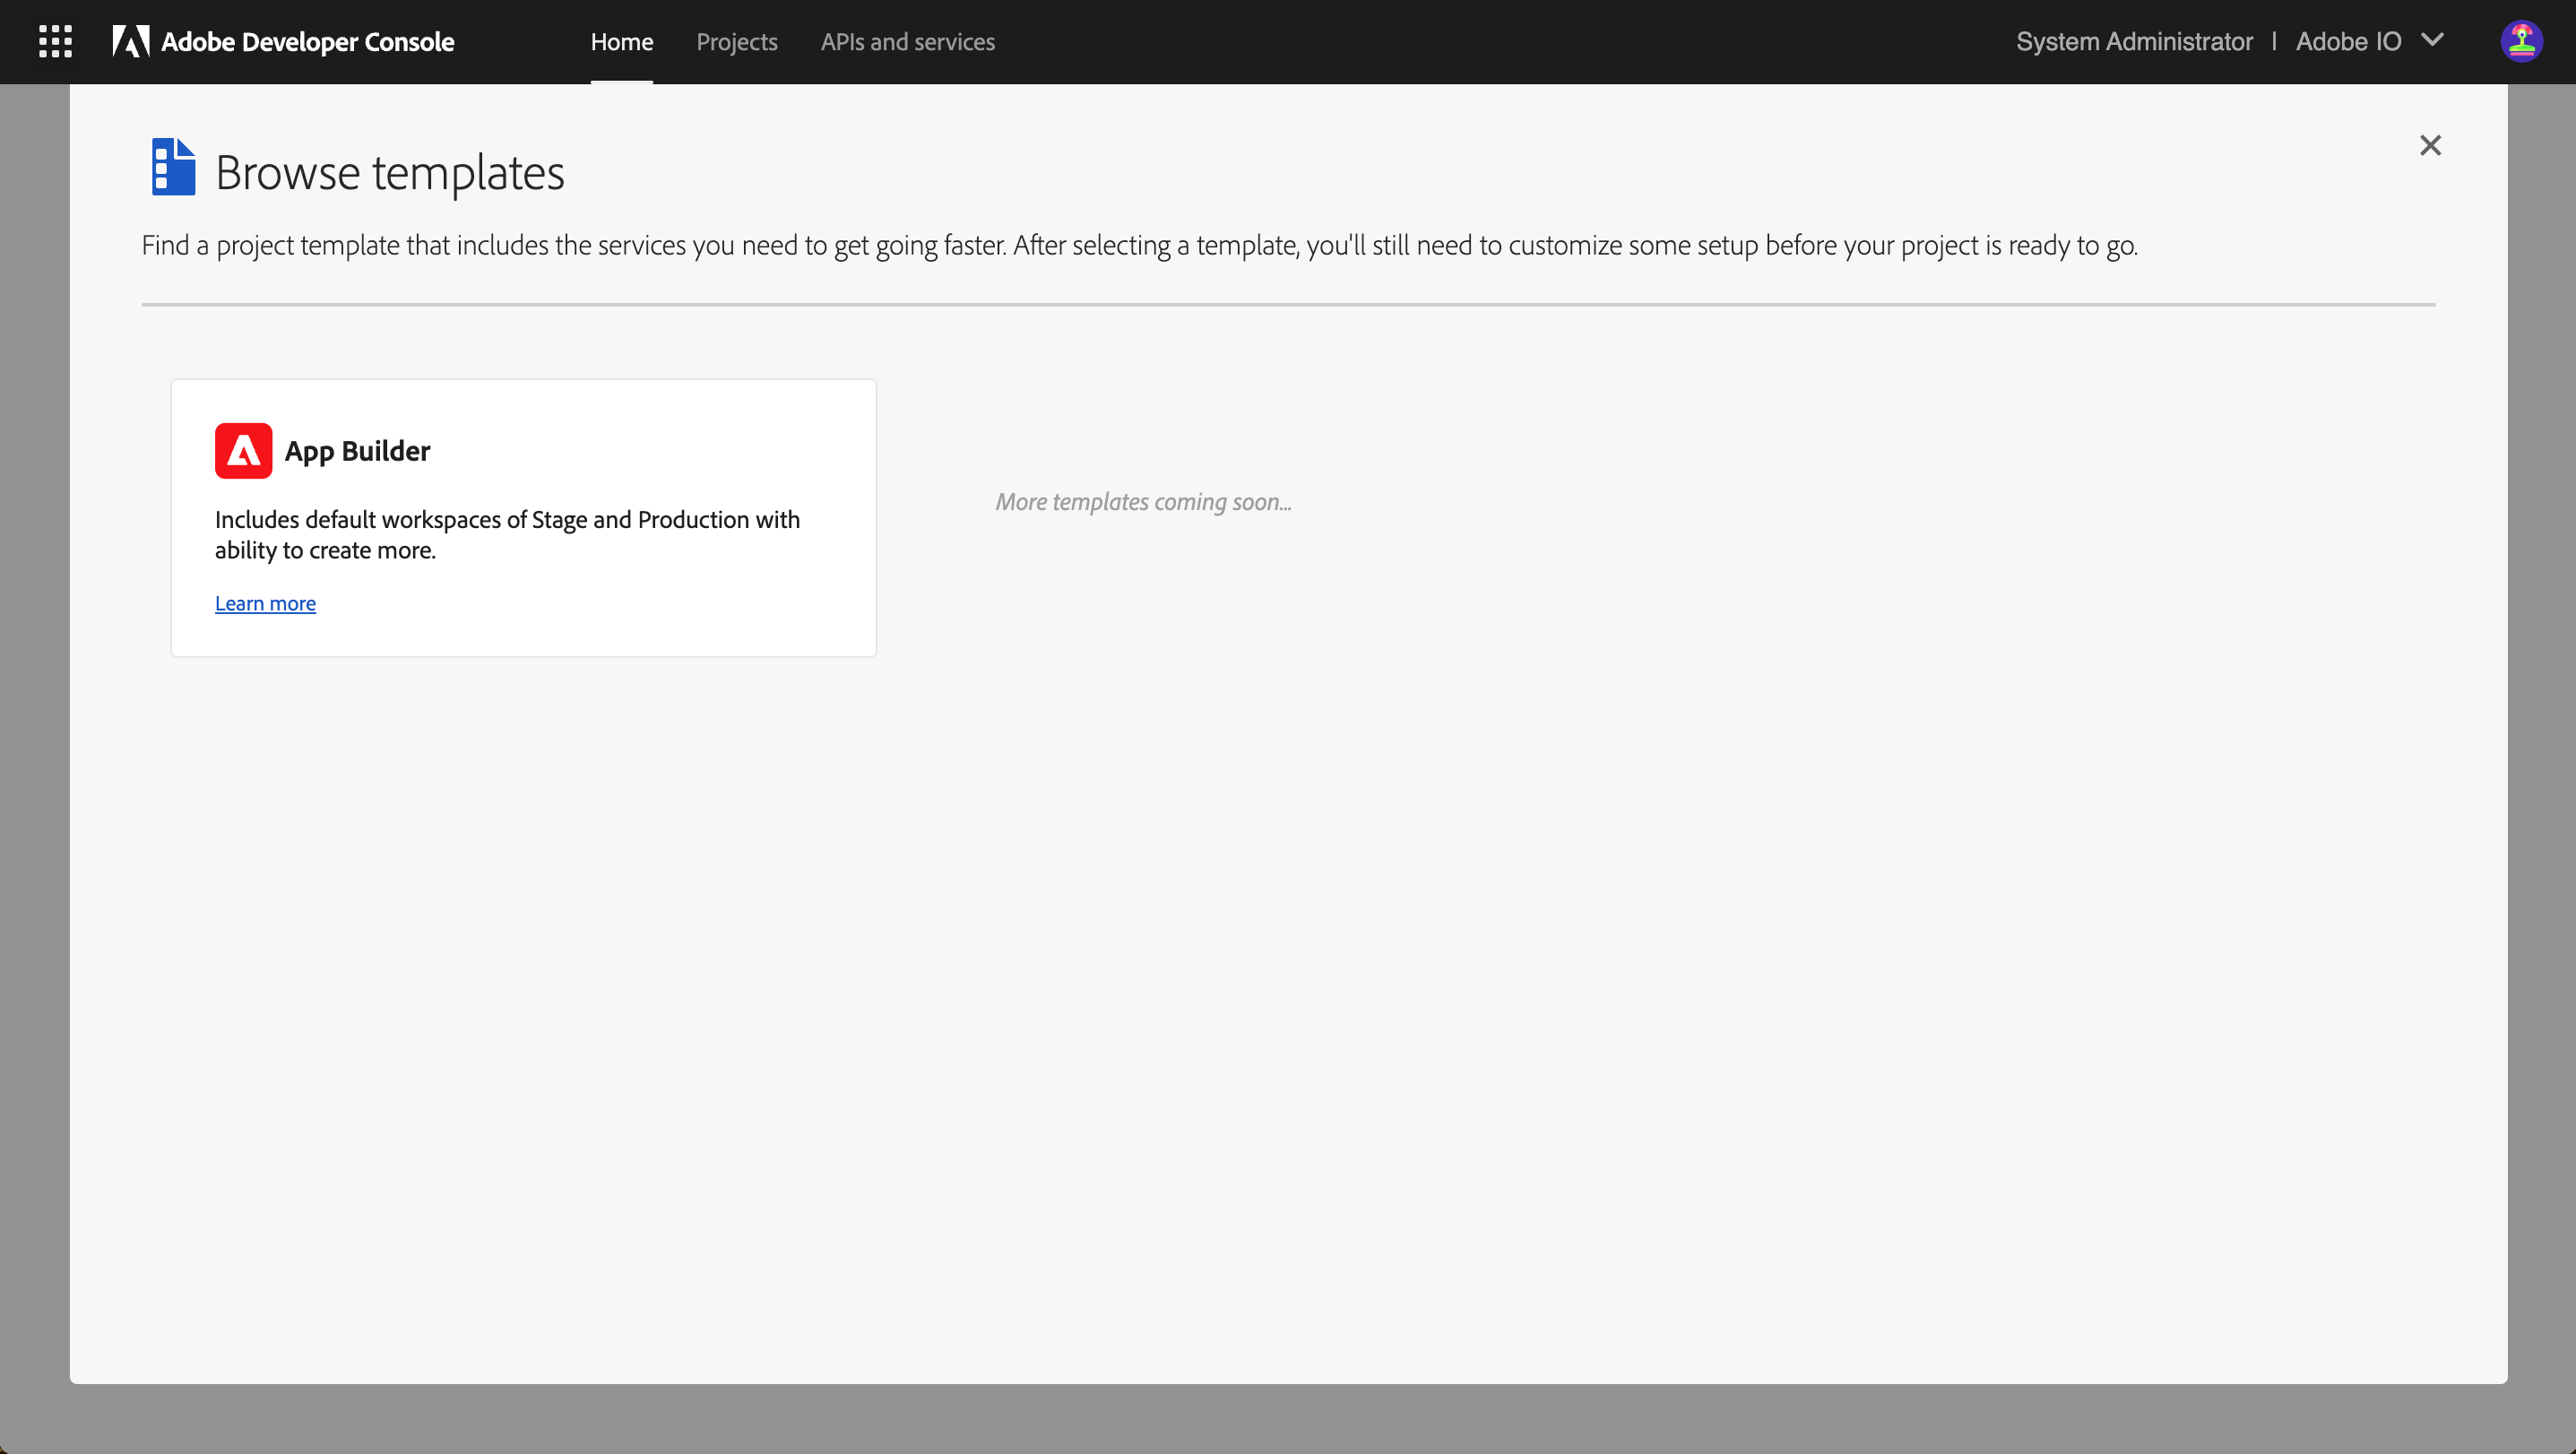 Adobe Developer Console
Home
Projects
APIs and services
System Administrator | Adobe IO
Browse templates
Find a project template that includes the services you need to get going faster. After selecting a template, you'll still need to customize some setup before your project is ready to go.
App Builder
Includes default workspaces of Stage and Production with
ability to create more.
Learn more
More templates coming soon...